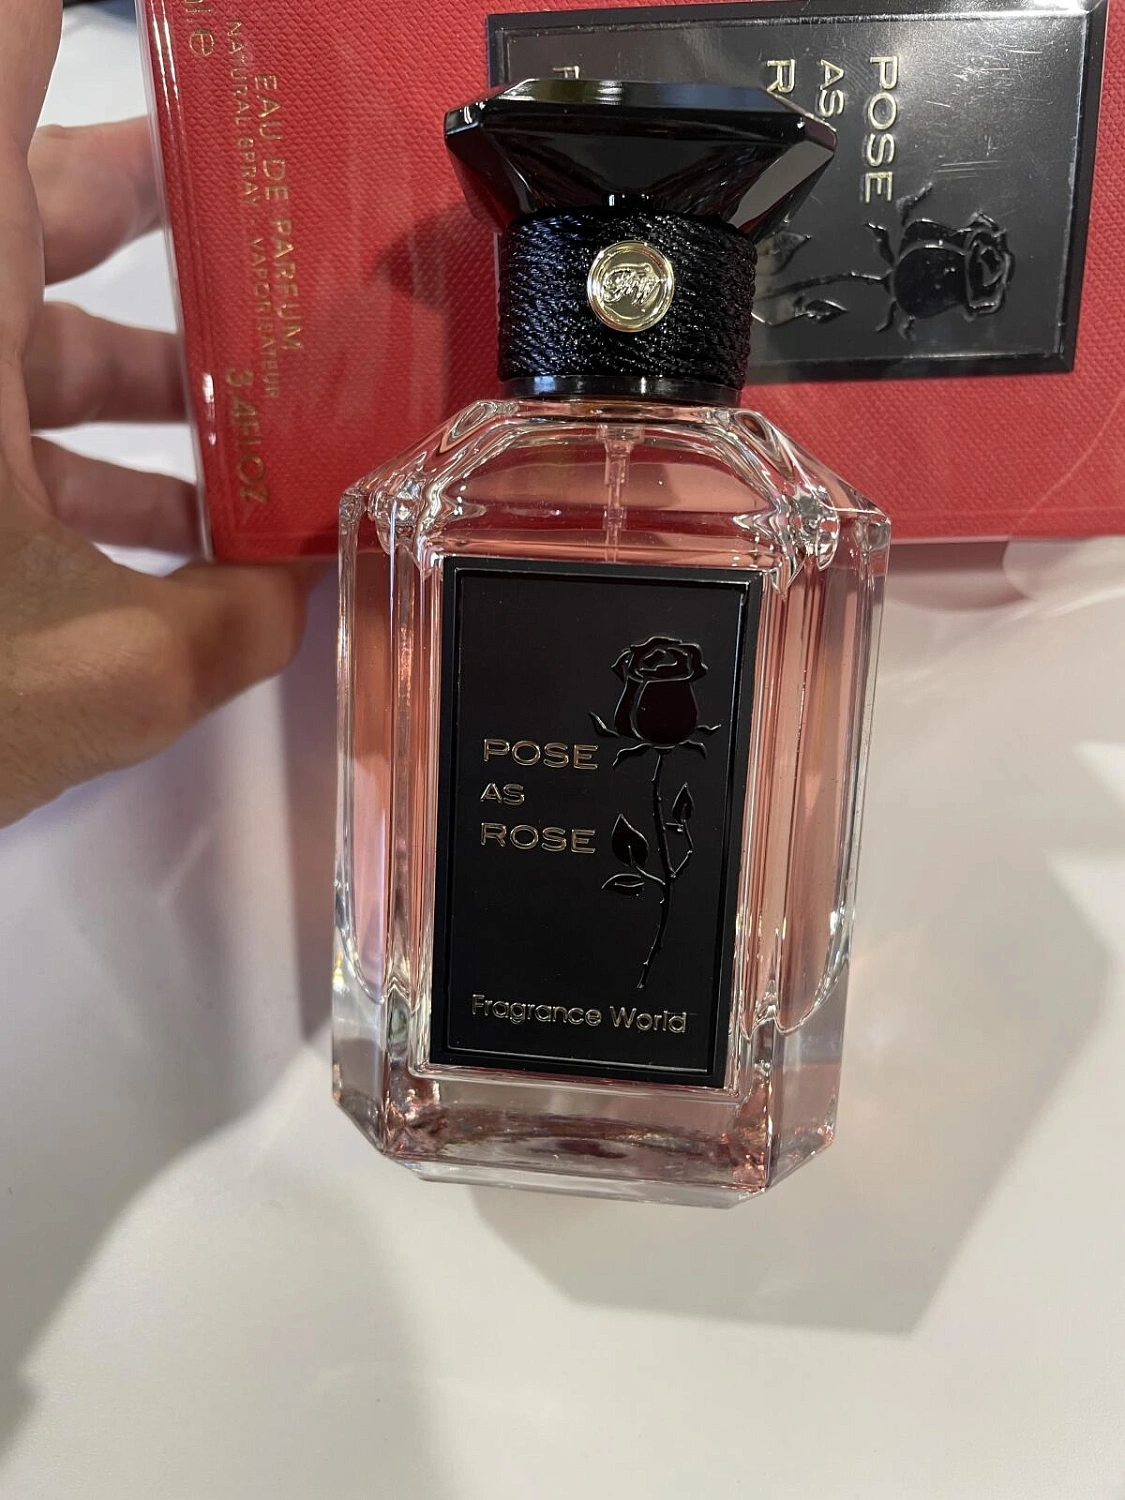 POSE
AS
R
EAU DE PARFUM
NATURAL SPRAY VAPORISATEUR
3.4FL.OZ
POSE
AS
ROSE
Fragrance World